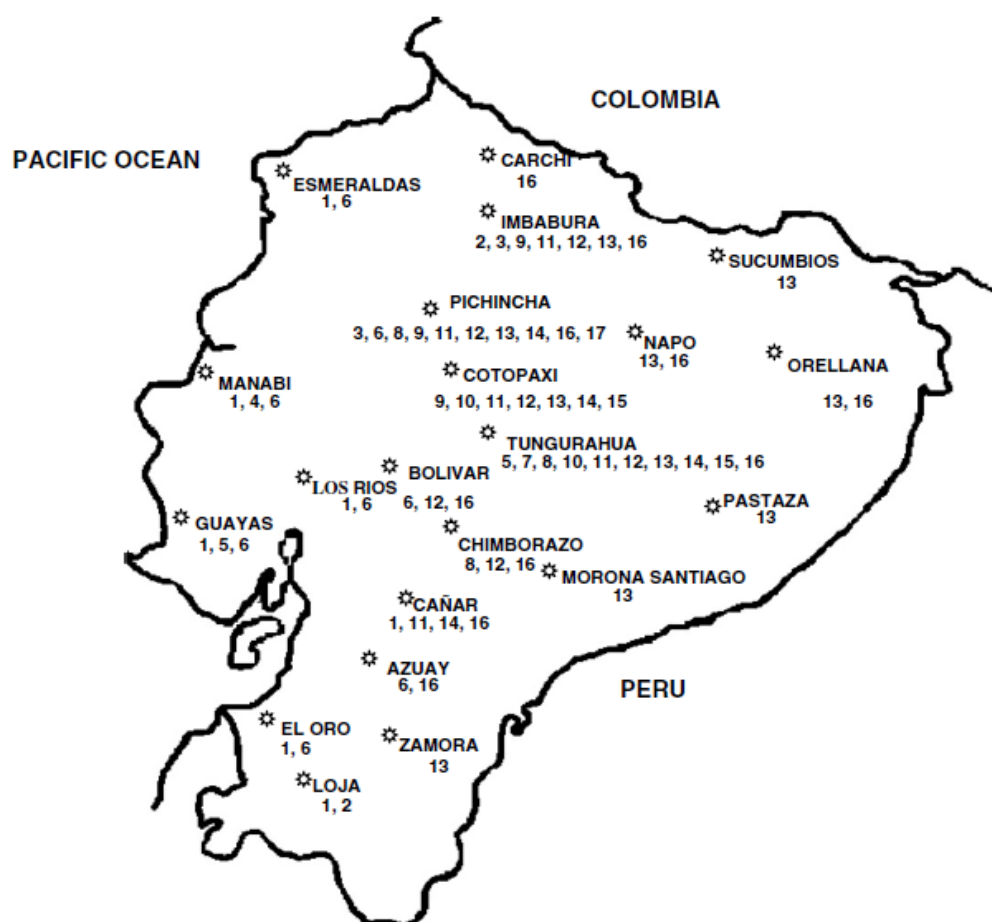 COLOMBIA
PACIFIC OCEAN
CARCHI
16
ESMERALDAS
1, 6
IMBABURA
2, 3, 9, 11, 12, 13, 16
SUCUMBIOS
13
PICHINCHA
3, 6, 8, 9, 11, 12, 13, 14, 16, 17
NAPO
13, 16
ORELLANA
13, 16
COTOPAXI
9, 10, 11, 12, 13, 14, 15
MANABI
1, 4, 6
TUNGURAHUA
5, 7, 8, 10, 11, 12, 13, 14, 15, 16
BOLIVAR
6, 12, 16
LOS RIOS
1, 6
PASTAZA
13
GUAYAS
1, 5, 6
CHIMBORAZO
8, 12, 16
MORONA SANTIAGO
13
CAÑAR
1, 11, 14, 16
AZUAY
6, 16
PERU
EL ORO
1, 6
ZAMORA
13
LOJA
1, 2